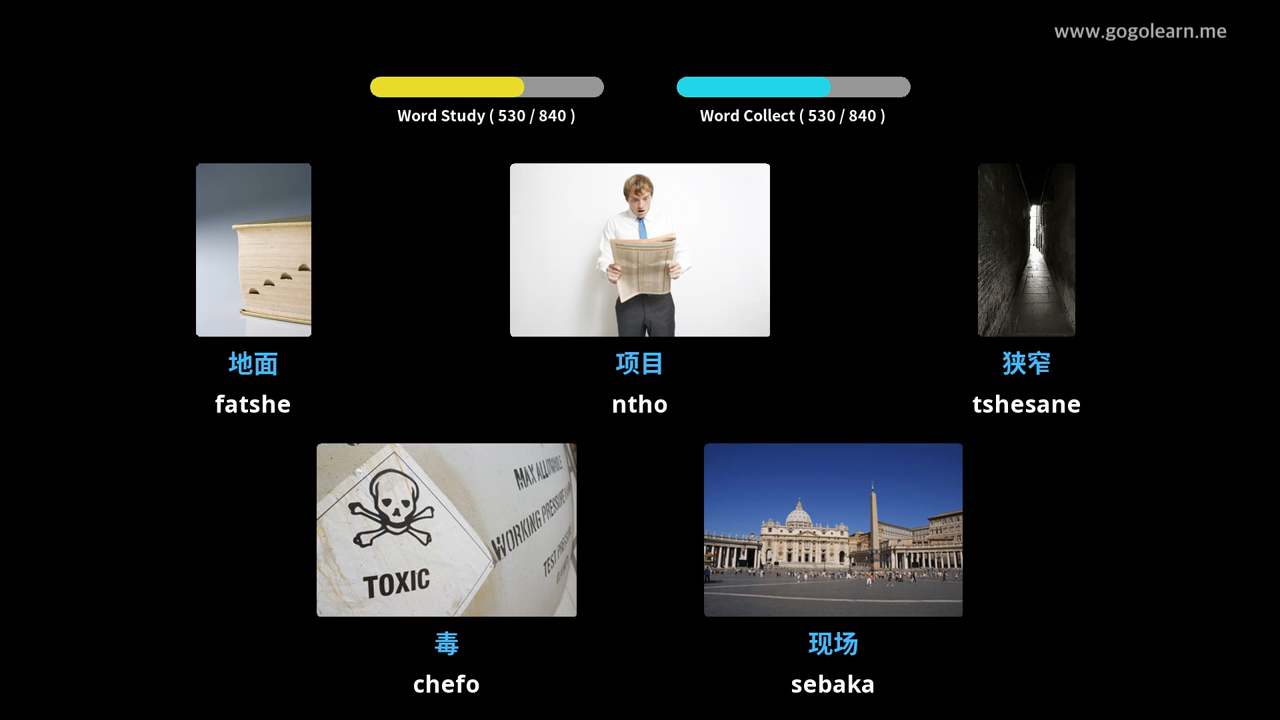 www.gogolearn.me
Word Study ( 530 / 840 )
Word Collect ( 530 / 840 )
地面
项目
狭窄
fatshe
ntho
tshesane
MAX ALLOWABLE
WORKING PRESSURE
TEST
TOXIC
毒
现场
chefo
sebaka